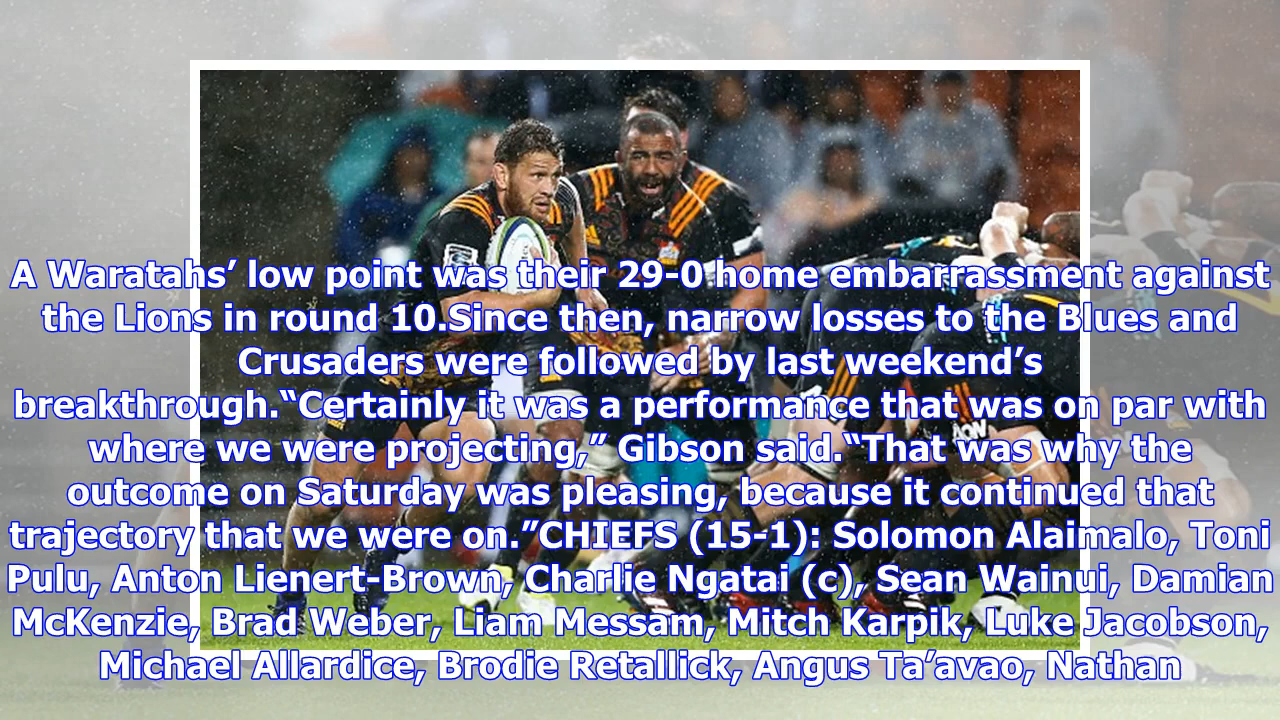 A Waratahs’ low point was their 29-0 home embarrassment against
the Lions in round 10.Since then, narrow losses to the Blues and
Crusaders were followed by last weekend’s
breakthrough.“Certainly it was a performance that was on par with
where we were projecting,” Gibson said.“That was why the
outcome on Saturday was pleasing, because it continued that
trajectory that we were on.”CHIEFS (15-1): Solomon Alaimalo, Toni
Pulu, Anton Lienert-Brown, Charlie Ngatai (c), Sean Wainui, Damian
McKenzie, Brad Weber, Liam Messam, Mitch Karpik, Luke Jacobson,
Michael Allardice, Brodie Retallick, Angus Ta’avao, Nathan